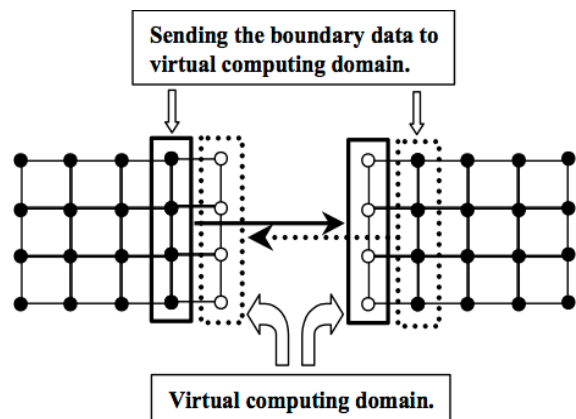 Sending the boundary data to
virtual computing domain.
Virtual computing domain.